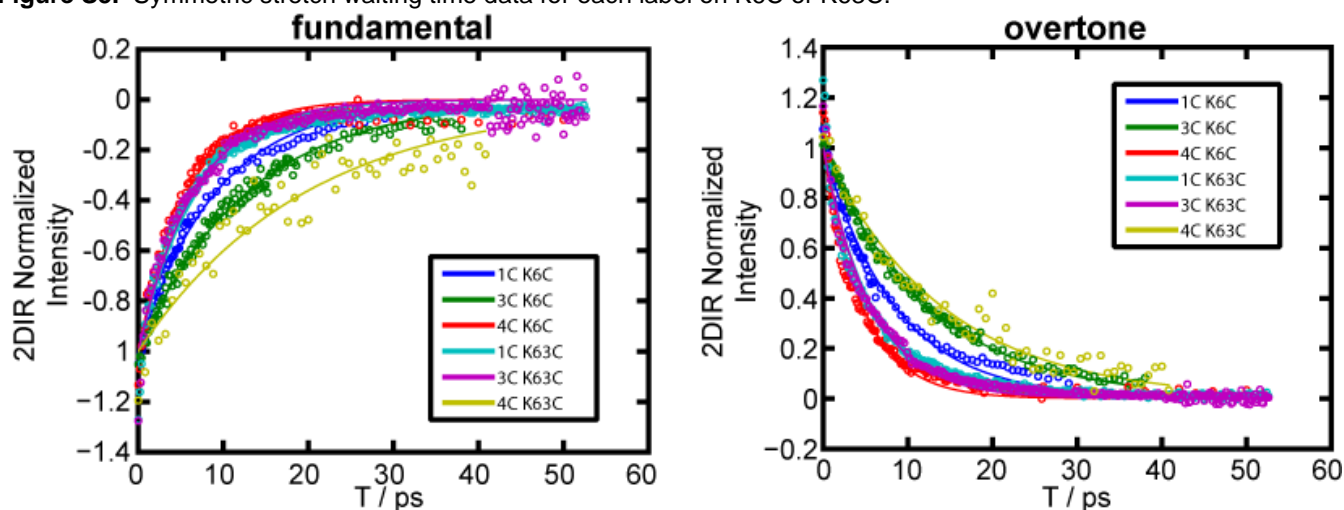 Figure Symmetric stretch waiting time data for each label on K6C or K63C.
fundamental
0.2
0
−0.2
−0.4
−0.6
−0.8
1
−1.2
−1.4
2DIR Normalized
Intensity
1C K6C
3C K6C
4C K6C
1C K63C
3C K63C
4C K63C
0 10 20 30 40 50 60
T / ps
overtone
1.4
1.2
1
0.8
0.6
0.4
0.2
0
−0.2
2DIR Normalized
Intensity
1C K6C
3C K6C
4C K6C
1C K63C
3C K63C
4C K63C
0 10 20 30 40 50 60
T / ps